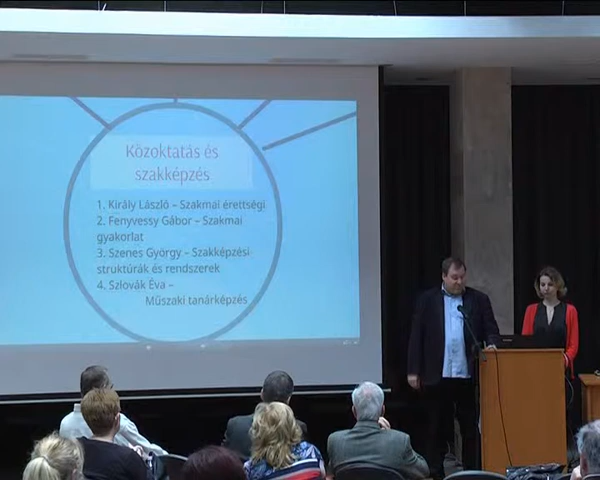 Közoktatás és
szakképzés
1. Király László – Szakmai érettségi
2. Fenyvessy Gábor – Szakmai
gyakorlat
3. Szenes György – Szakképzési
struktúrák és rendszerek
4. Szlovák Éva –
Műszaki tanárképzés